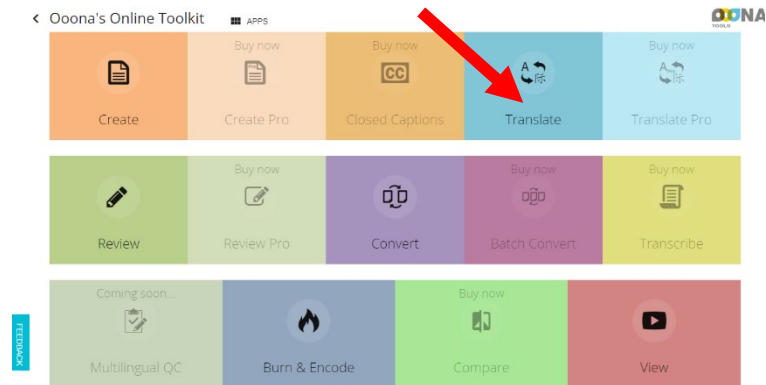 Ooona's Online Toolkit APPS
OOONA
TOOLS
Buy now Buy now Buy now
CC A
Create Create Pro Closed Captions Translate Translate Pro
Buy now Buy now Buy now
Review Review Pro Convert Batch Convert Transcribe
Coming soon... Buy now
Multilingual QC Burn & Encode Compare View
FEEDBACK